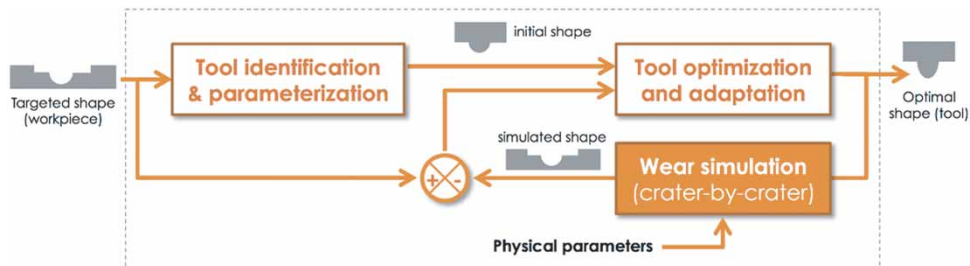 initial shape
Tool identification
& parameterization
Tool optimization
and adaptation
Targeted shape
(workpiece)
Optimal
shape (tool)
simulated shape
+ -
Wear simulation
(crater-by-crater)
Physical parameters